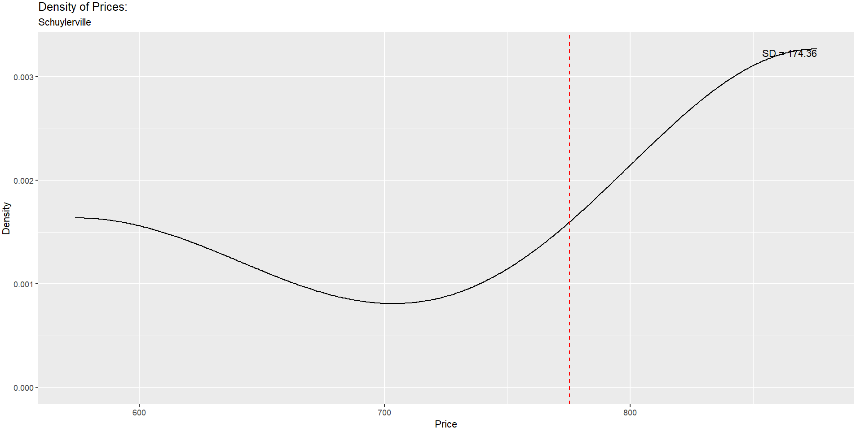 Density of Prices:
Schuylerville
SD = 174.36
0.003
0.002
0.001
0.000
Density
600
700
800
Price